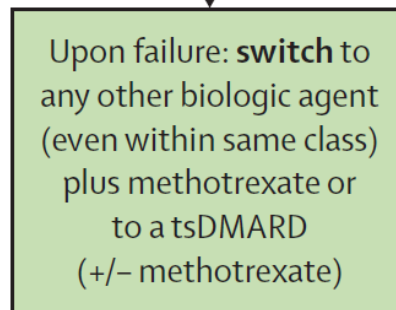 Upon failure: switch to
any other biologic agent
(even within same class)
plus methotrexate or
to a tsDMARD
(+/– methotrexate)